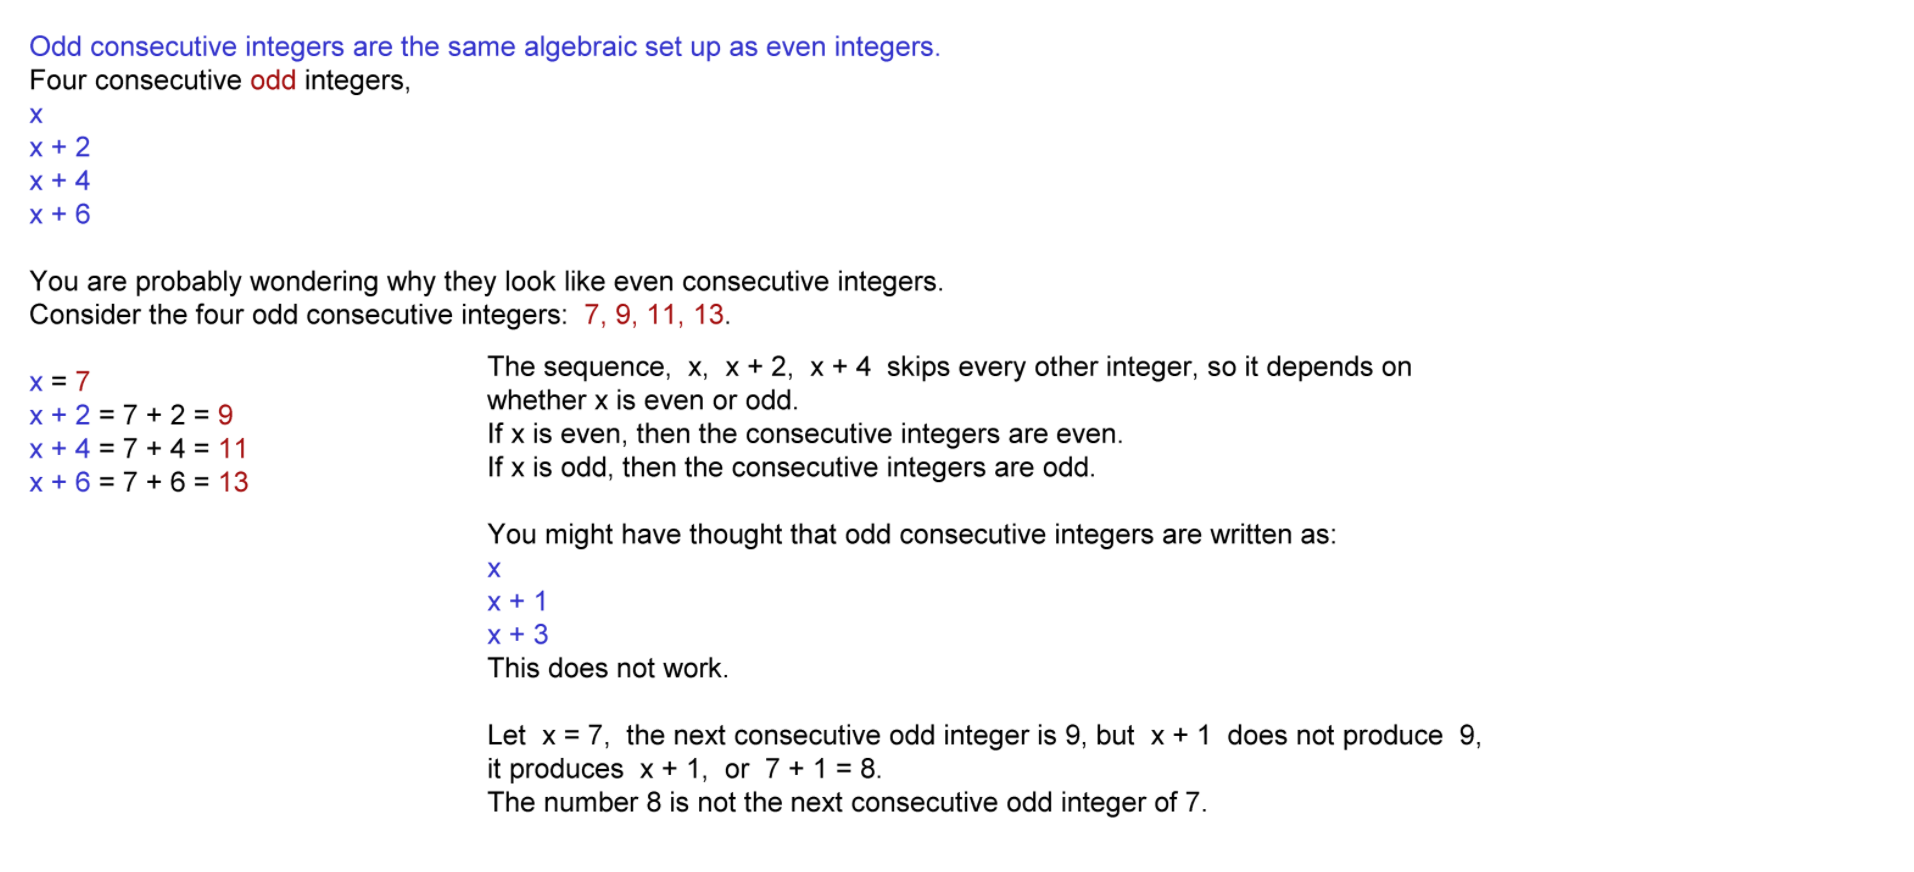 Odd consecutive integers are the same algebraic set up as even integers.
Four consecutive odd integers,
x
x + 2
x + 4
x + 6
You are probably wondering why they look like even consecutive integers.
Consider the four odd consecutive integers: 7, 9, 11, 13.
x = 7
x + 2 = 7 + 2 = 9
x + 4 = 7 + 4 = 11
x + 6 = 7 + 6 = 13
The sequence, x, x + 2, x + 4 skips every other integer, so it depends on
whether x is even or odd.
If x is even, then the consecutive integers are even.
If x is odd, then the consecutive integers are odd.
You might have thought that odd consecutive integers are written as:
x
x + 1
x + 3
This does not work.
Let x = 7, the next consecutive odd integer is 9, but x + 1 does not produce 9,
it produces x + 1, or 7 + 1 = 8.
The number 8 is not the next consecutive odd integer of 7.